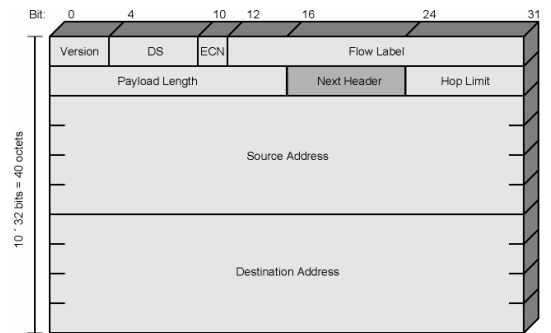 Bit: 0 4 10 12 16 24 31
Version DS ECN Flow Label
Payload Length Next Header Hop Limit
Source Address
Destination Address
10 ´ 32 bits = 40 octets